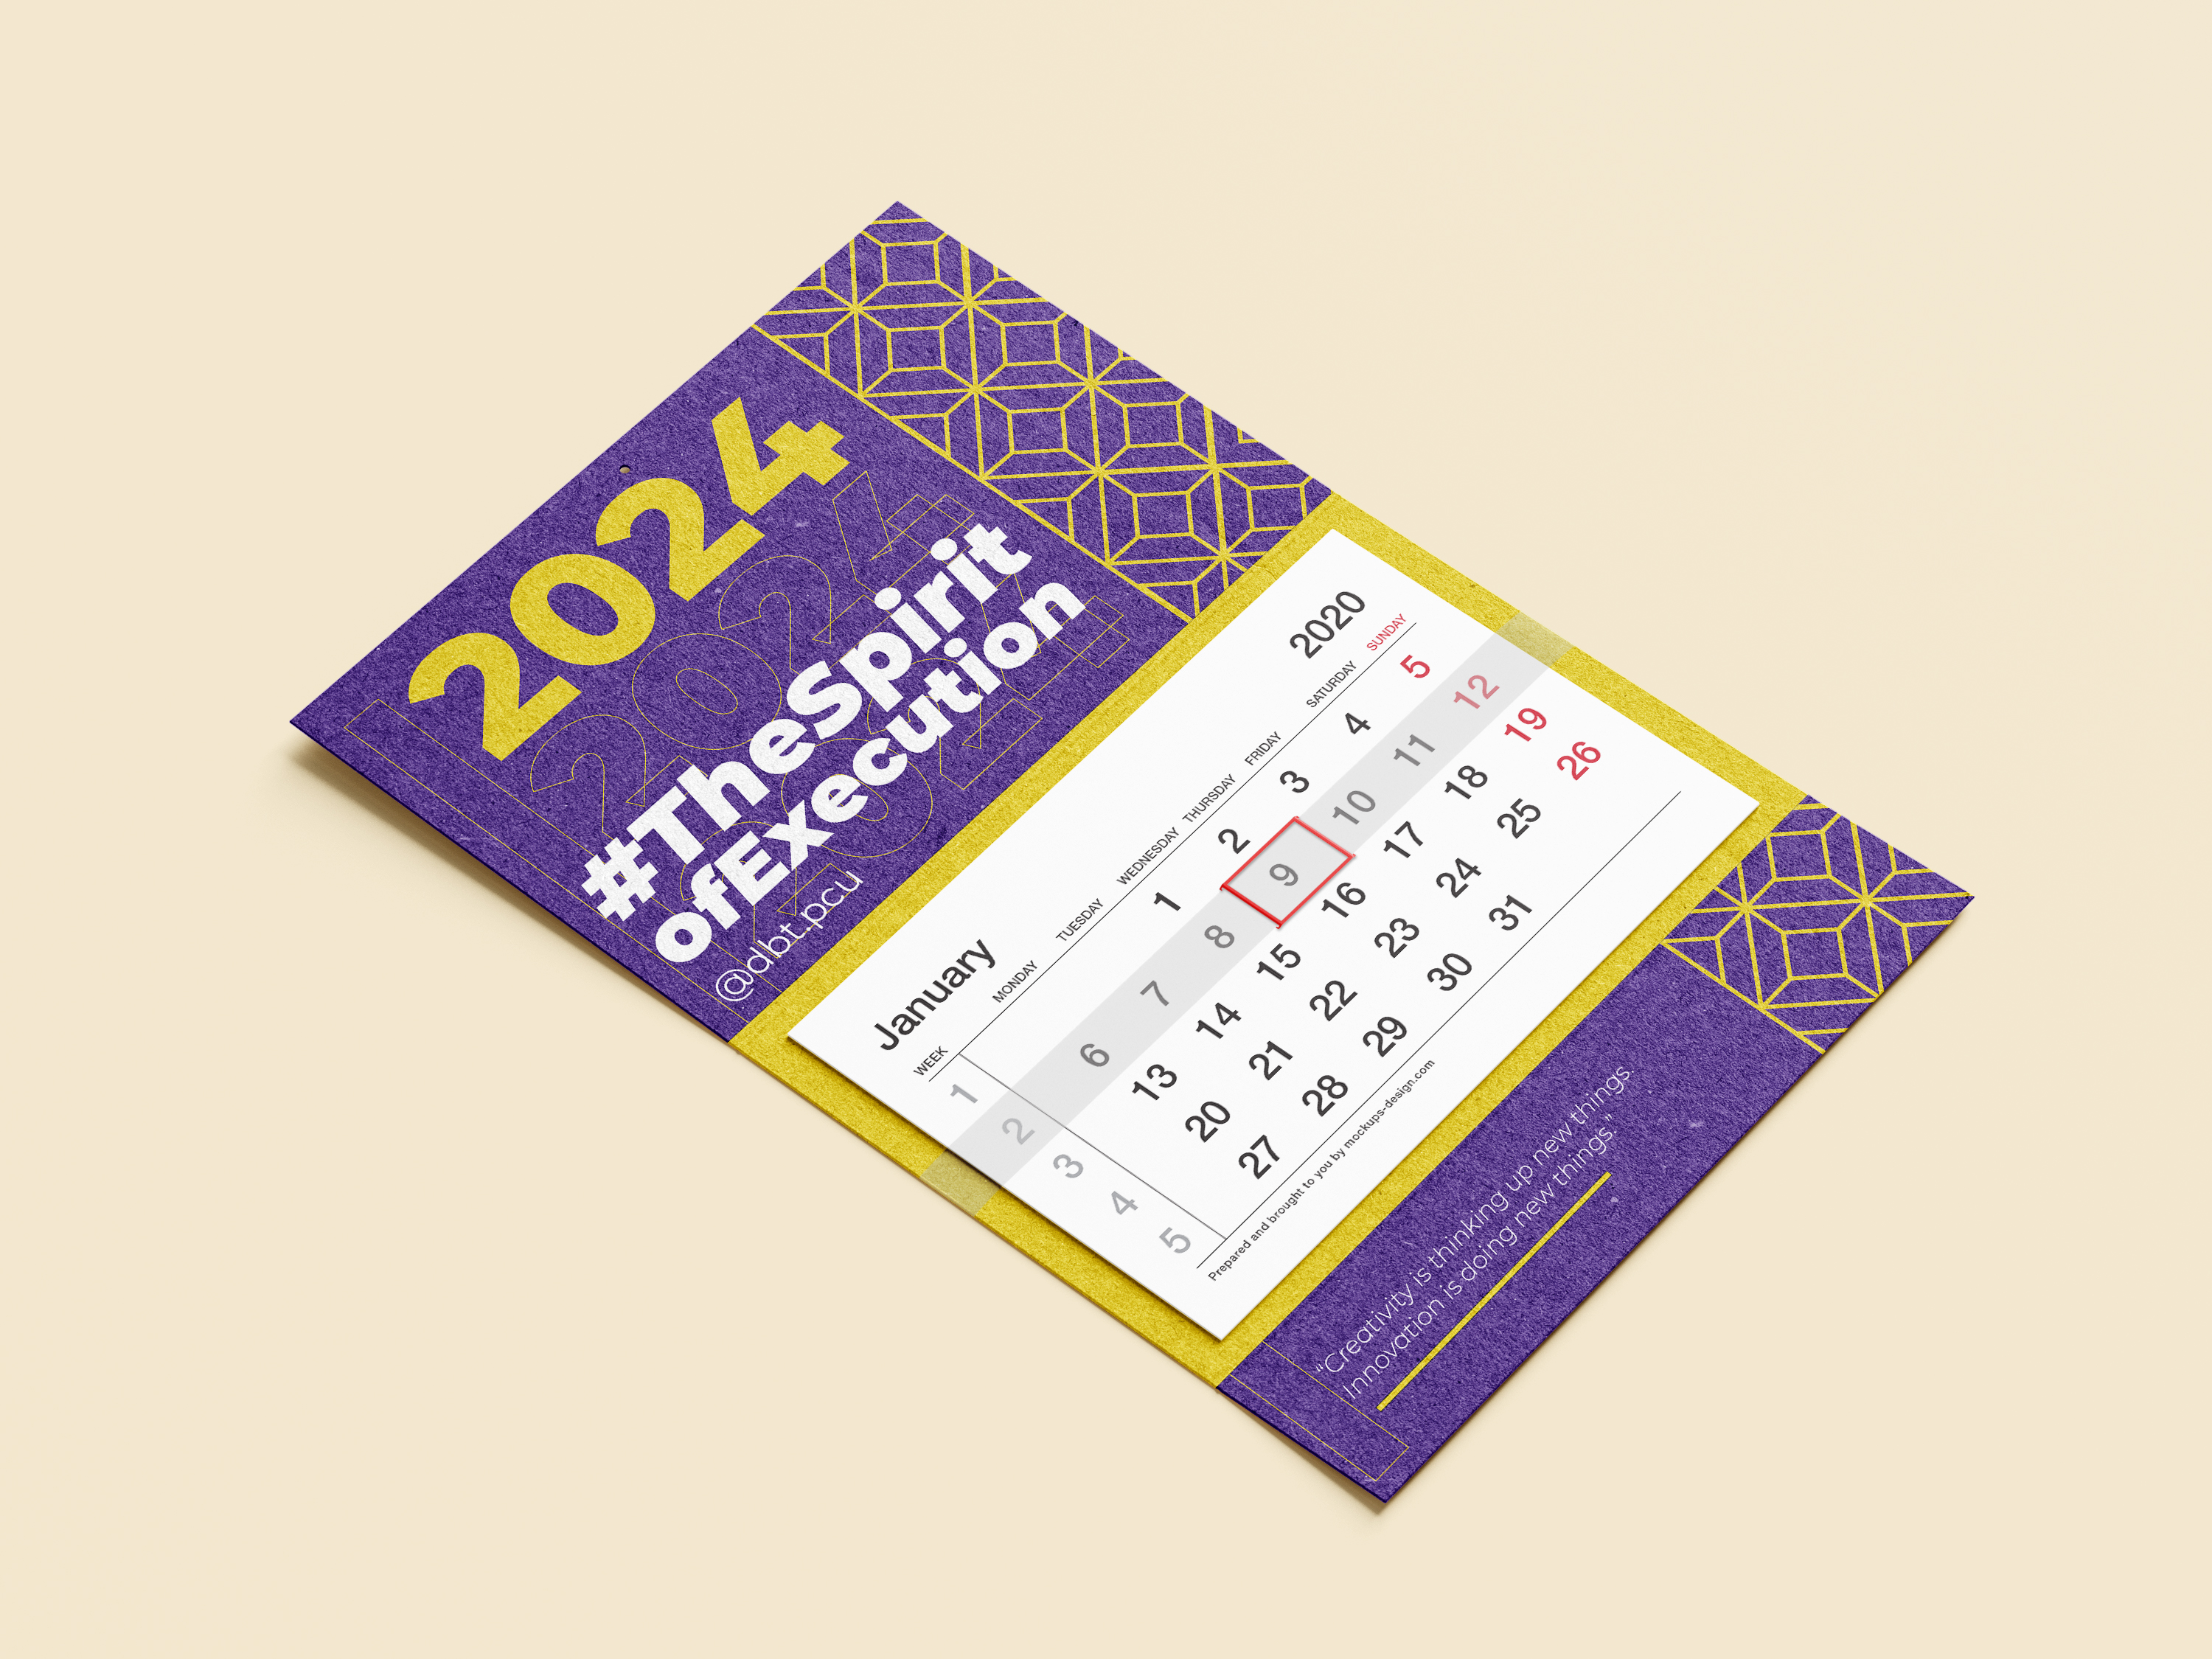 2024
2024
2024
2024
#TheSpirit
ofExecution
@dbt.pcu
January 2020
WEEK MONDAY TUESDAY WEDNESDAY THURSDAY FRIDAY SATURDAY SUNDAY
1 1 2 3 4 5
2 6 7 8 9 10 11 12
3 13 14 15 16 17 18 19
4 20 21 22 23 24 25 26
5 27 28 29 30 31
Prepared and brought to you by mockups-design.com
“Creativity is thinking up new things.
Innovation is doing new things.”